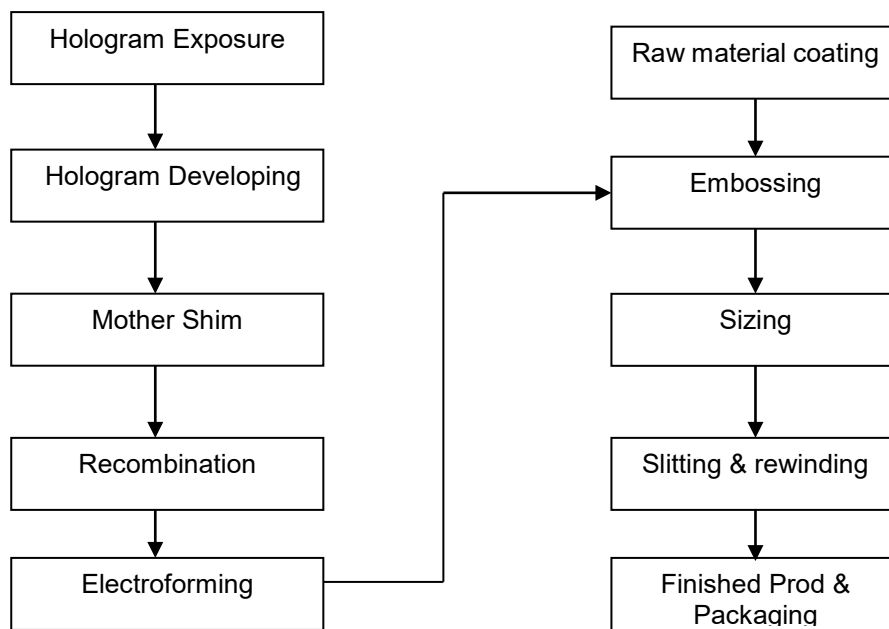 Hologram Exposure
Hologram Developing
Mother Shim
Recombination
Electroforming
Raw material coating
Embossing
Sizing
Slitting & rewinding
Finished Prod &
Packaging